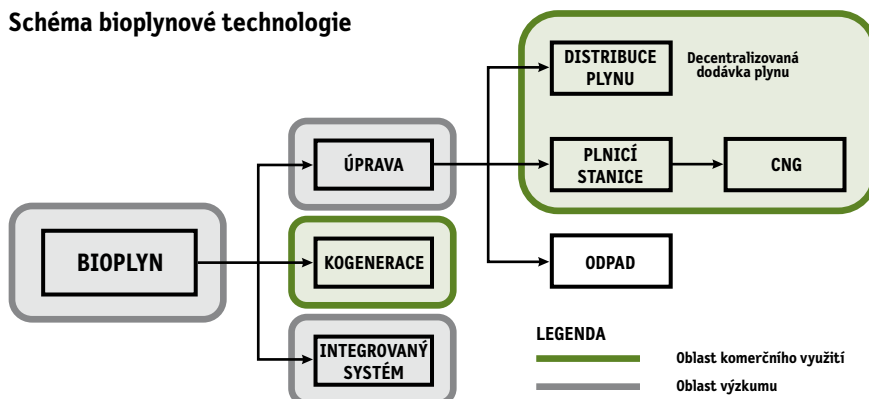 Schéma bioplynové technologie
DISTRIBUCE
PLYNU
Decentralizovaná
dodávka plynu
ÚPRAVA
PLNICÍ
STANICE
CNG
BIOPLYN
KOGENERACE
ODPAD
INTEGROVANÝ
SYSTÉM
LEGENDA
Oblast komerčního využití
Oblast výzkumu